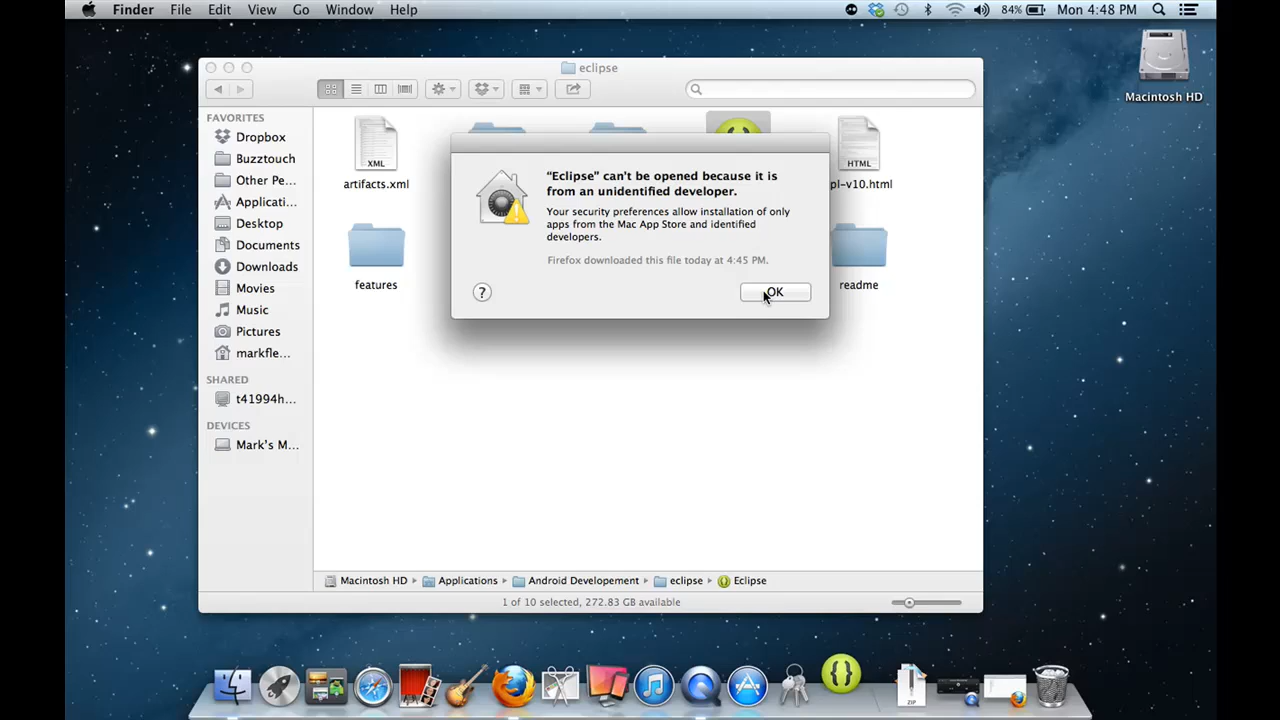 Finder File Edit View Go Window Help 84% Mon 4:48 PM
Macintosh HD
eclipse
FAVORITES
Dropbox
Buzztouch
Other Pe...
Applicati...
Desktop
Documents
Downloads
Movies
Music
Pictures
markfle...
SHARED
t41994h...
DEVICES
Mark's M...
XML
artifacts.xml
HTML
pl-v10.html
features
readme
“Eclipse” can't be opened because it is
from an unidentified developer.
Your security preferences allow installation of only
apps from the Mac App Store and identified
developers.
Firefox downloaded this file today at 4:45 PM.
? OK
Macintosh HD Applications Android Developement eclipse Eclipse
1 of 10 selected, 272.83 GB available
ZIP